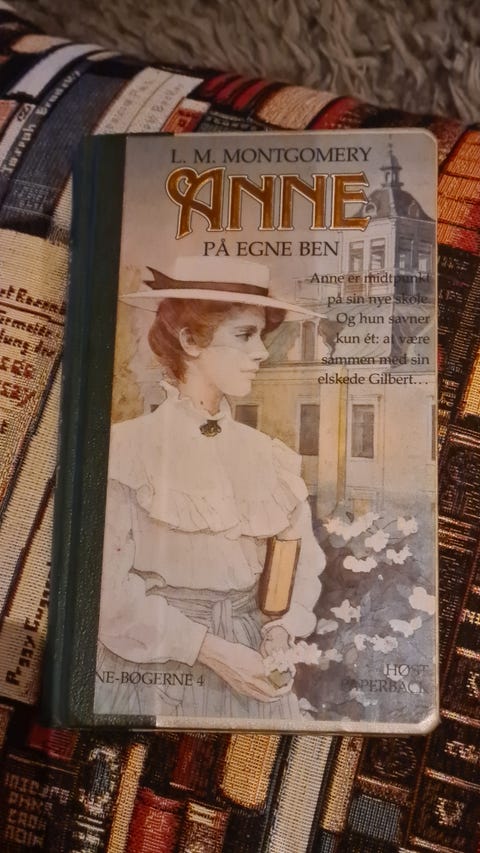 L. M. MONTGOMERY
ANNE
PÅ EGNE BEN
Anne er midtpunkt
på sin nye skole.
Og hun savner
kun ét: at være
sammen med sin
elskede Gilbert...
NE-BØGERNE 4
HØST
PAPERBACK